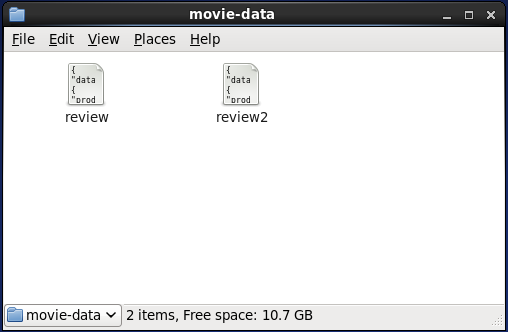 movie-data
File Edit View Places Help
{
"data
{
"prod
review
{
"data
{
"prod
review2
movie-data 2 items, Free space: 10.7 GB